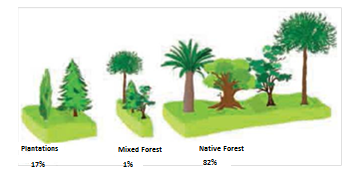 Plantations
17%
Mixed Forest
1%
Native Forest
82%